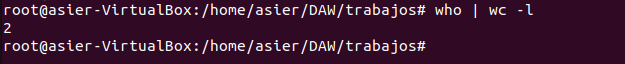 root@asier-VirtualBox:/home/asier/DAW/trabajos# who | wc -l
2
root@asier-VirtualBox:/home/asier/DAW/trabajos#